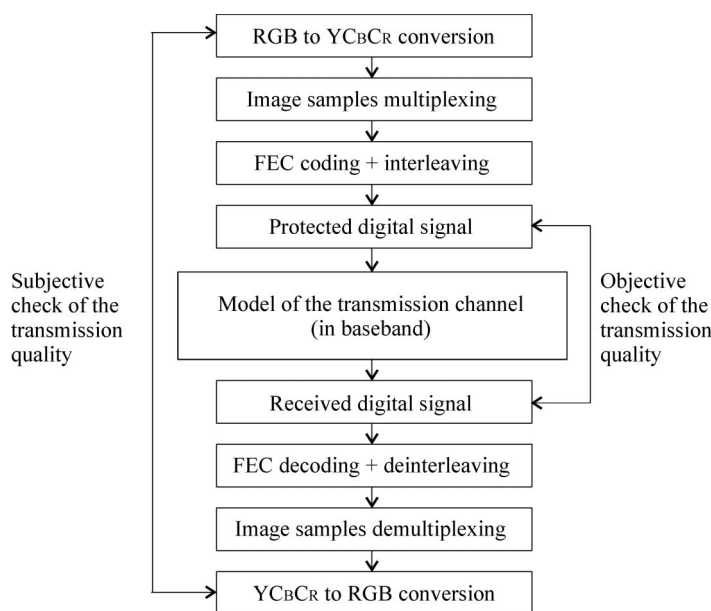 RGB to YCBCR conversion
Image samples multiplexing
FEC coding + interleaving
Protected digital signal
Subjective
check of the
transmission
quality
Model of the transmission channel
(in baseband)
Objective
check of the
transmission
quality
Received digital signal
FEC decoding + deinterleaving
Image samples demultiplexing
YCBCR to RGB conversion